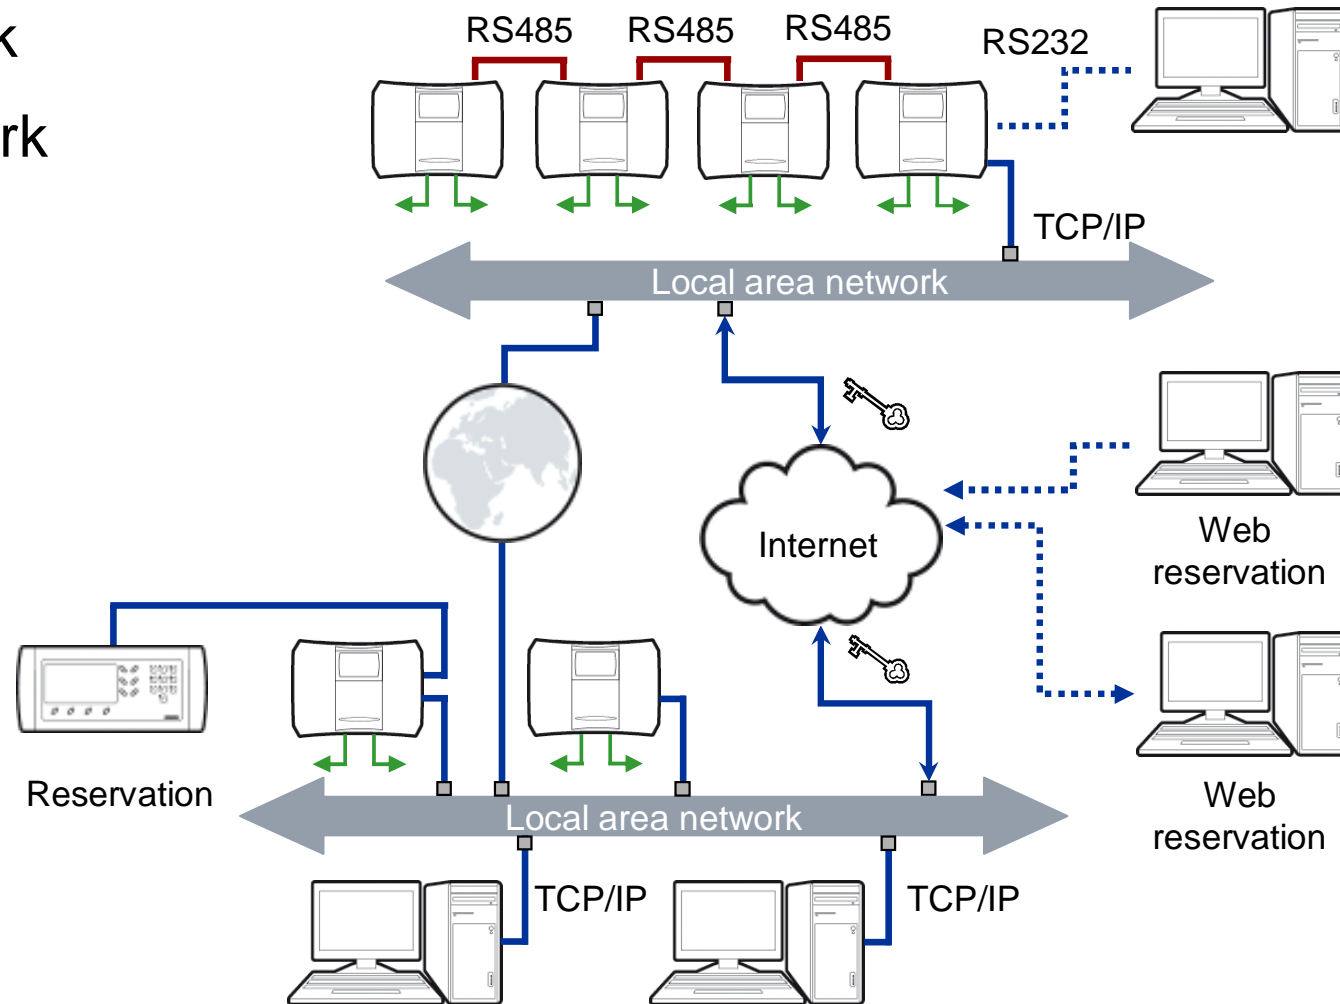 k
rk
RS485
RS485
RS485
RS232
TCP/IP
Local area network
Internet
Web
reservation
Reservation
Web
reservation
Local area network
TCP/IP
TCP/IP